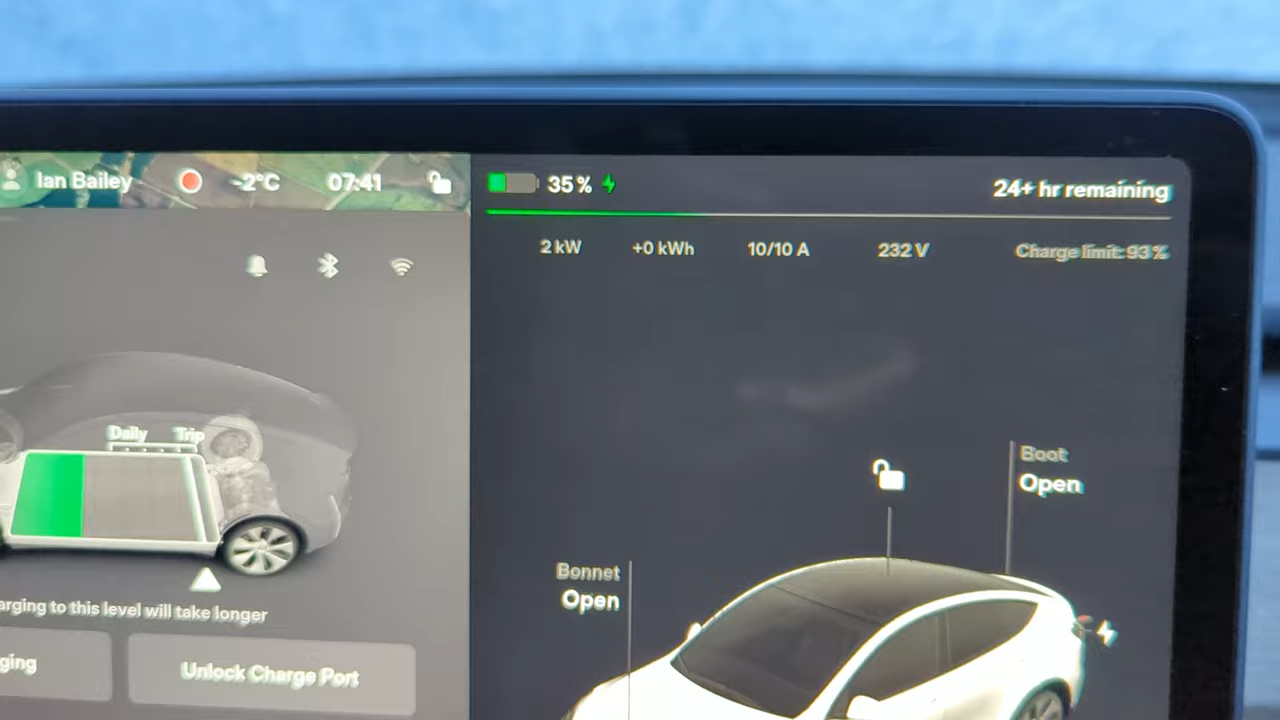 Ian Bailey -2°C 07:41
35 % 24+ hr remaining
2 kW +0 kWh 10/10 A 232 V Charge limit: 93 %
Daily Trip
arging to this level will take longer
ging
Unlock Charge Port
Boot
Open
Bonnet
Open